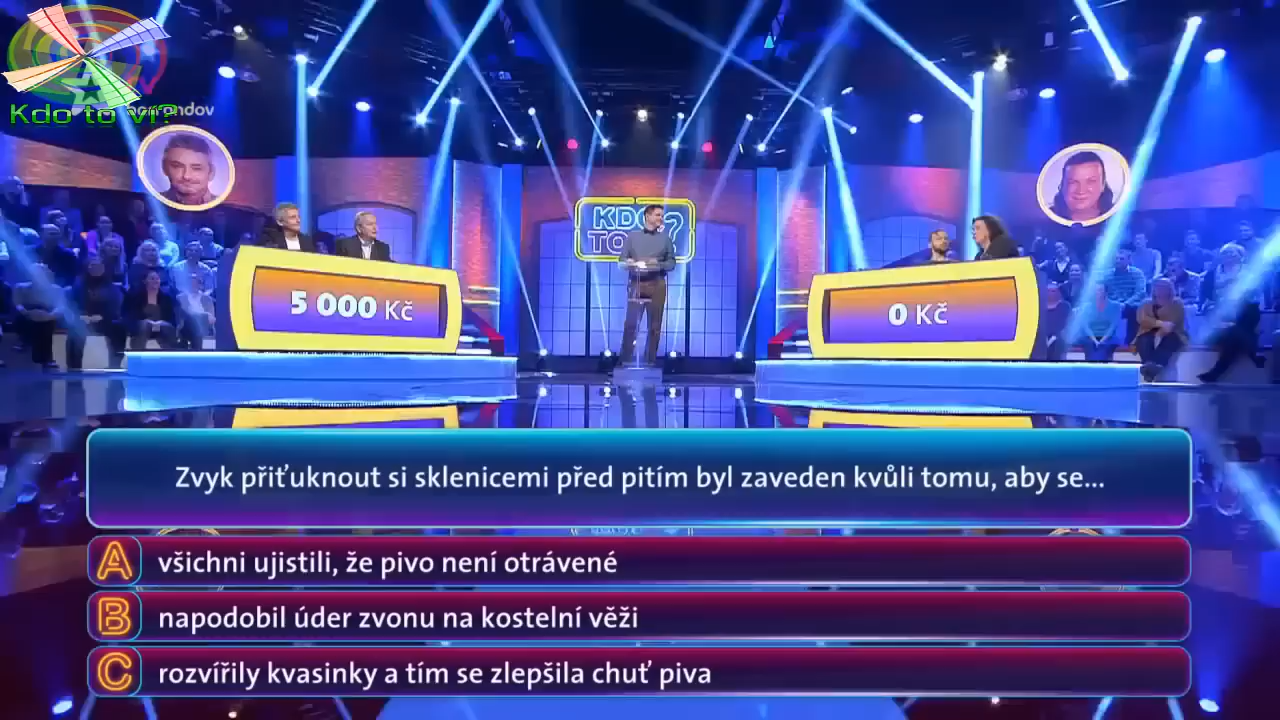 Kdo to ví?
5 000 Kč
KDO
TO
?
0 Kč
Zvyk přiťuknout si sklenicemi před pitím byl zaveden kvůli tomu, aby se...
A všichni ujistili, že pivo není otrávené
B napodobil úder zvonu na kostelní věži
C rozvířily kvasinky a tím se zlepšila chuť piva